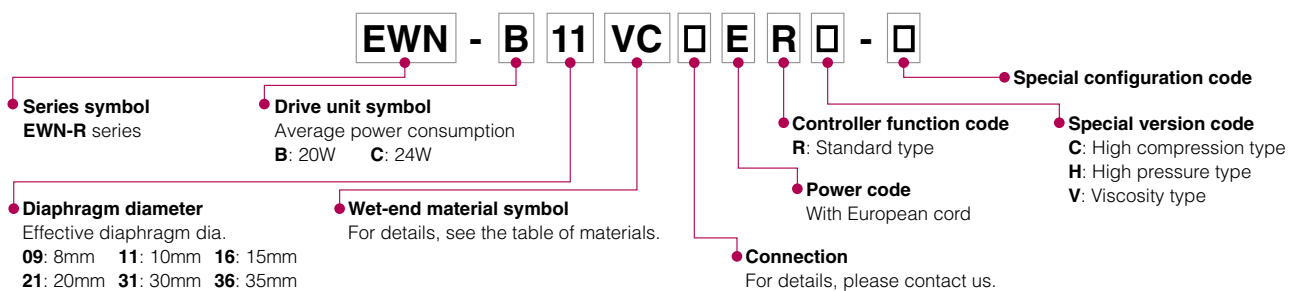 EWN - B 11 VC □ E R □ - □
Special configuration code
Series symbol
EWN-R series
Drive unit symbol
Average power consumption
B: 20W C: 24W
Controller function code
R: Standard type
Special version code
C: High compression type
H: High pressure type
V: Viscosity type
Power code
With European cord
Diaphragm diameter
Effective diaphragm dia.
09: 8mm 11: 10mm 16: 15mm
21: 20mm 31: 30mm 36: 35mm
Wet-end material symbol
For details, see the table of materials.
Connection
For details, please contact us.